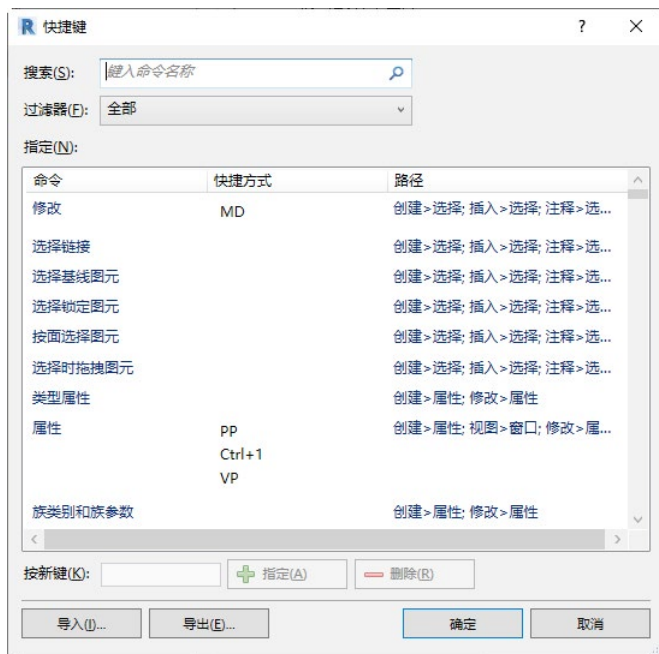 R 快捷键 ? ×
搜索(S): 键入命令名称
过滤器(F): 全部
指定(N):
命令 快捷方式 路径
修改 MD 创建>选择; 插入>选择; 注释>选...
选择链接 创建>选择; 插入>选择; 注释>选...
选择基线图元 创建>选择; 插入>选择; 注释>选...
选择锁定图元 创建>选择; 插入>选择; 注释>选...
按面选择图元 创建>选择; 插入>选择; 注释>选...
选择时拖拽图元 创建>选择; 插入>选择; 注释>选...
类型属性 创建>属性; 修改>属性
属性 PP 创建>属性; 视图>窗口; 修改>属...
Ctrl+1
VP
族类别和族参数 创建>属性; 修改>属性
按新键(K): 指定(A) 删除(R)
导入(I)... 导出(E)... 确定 取消